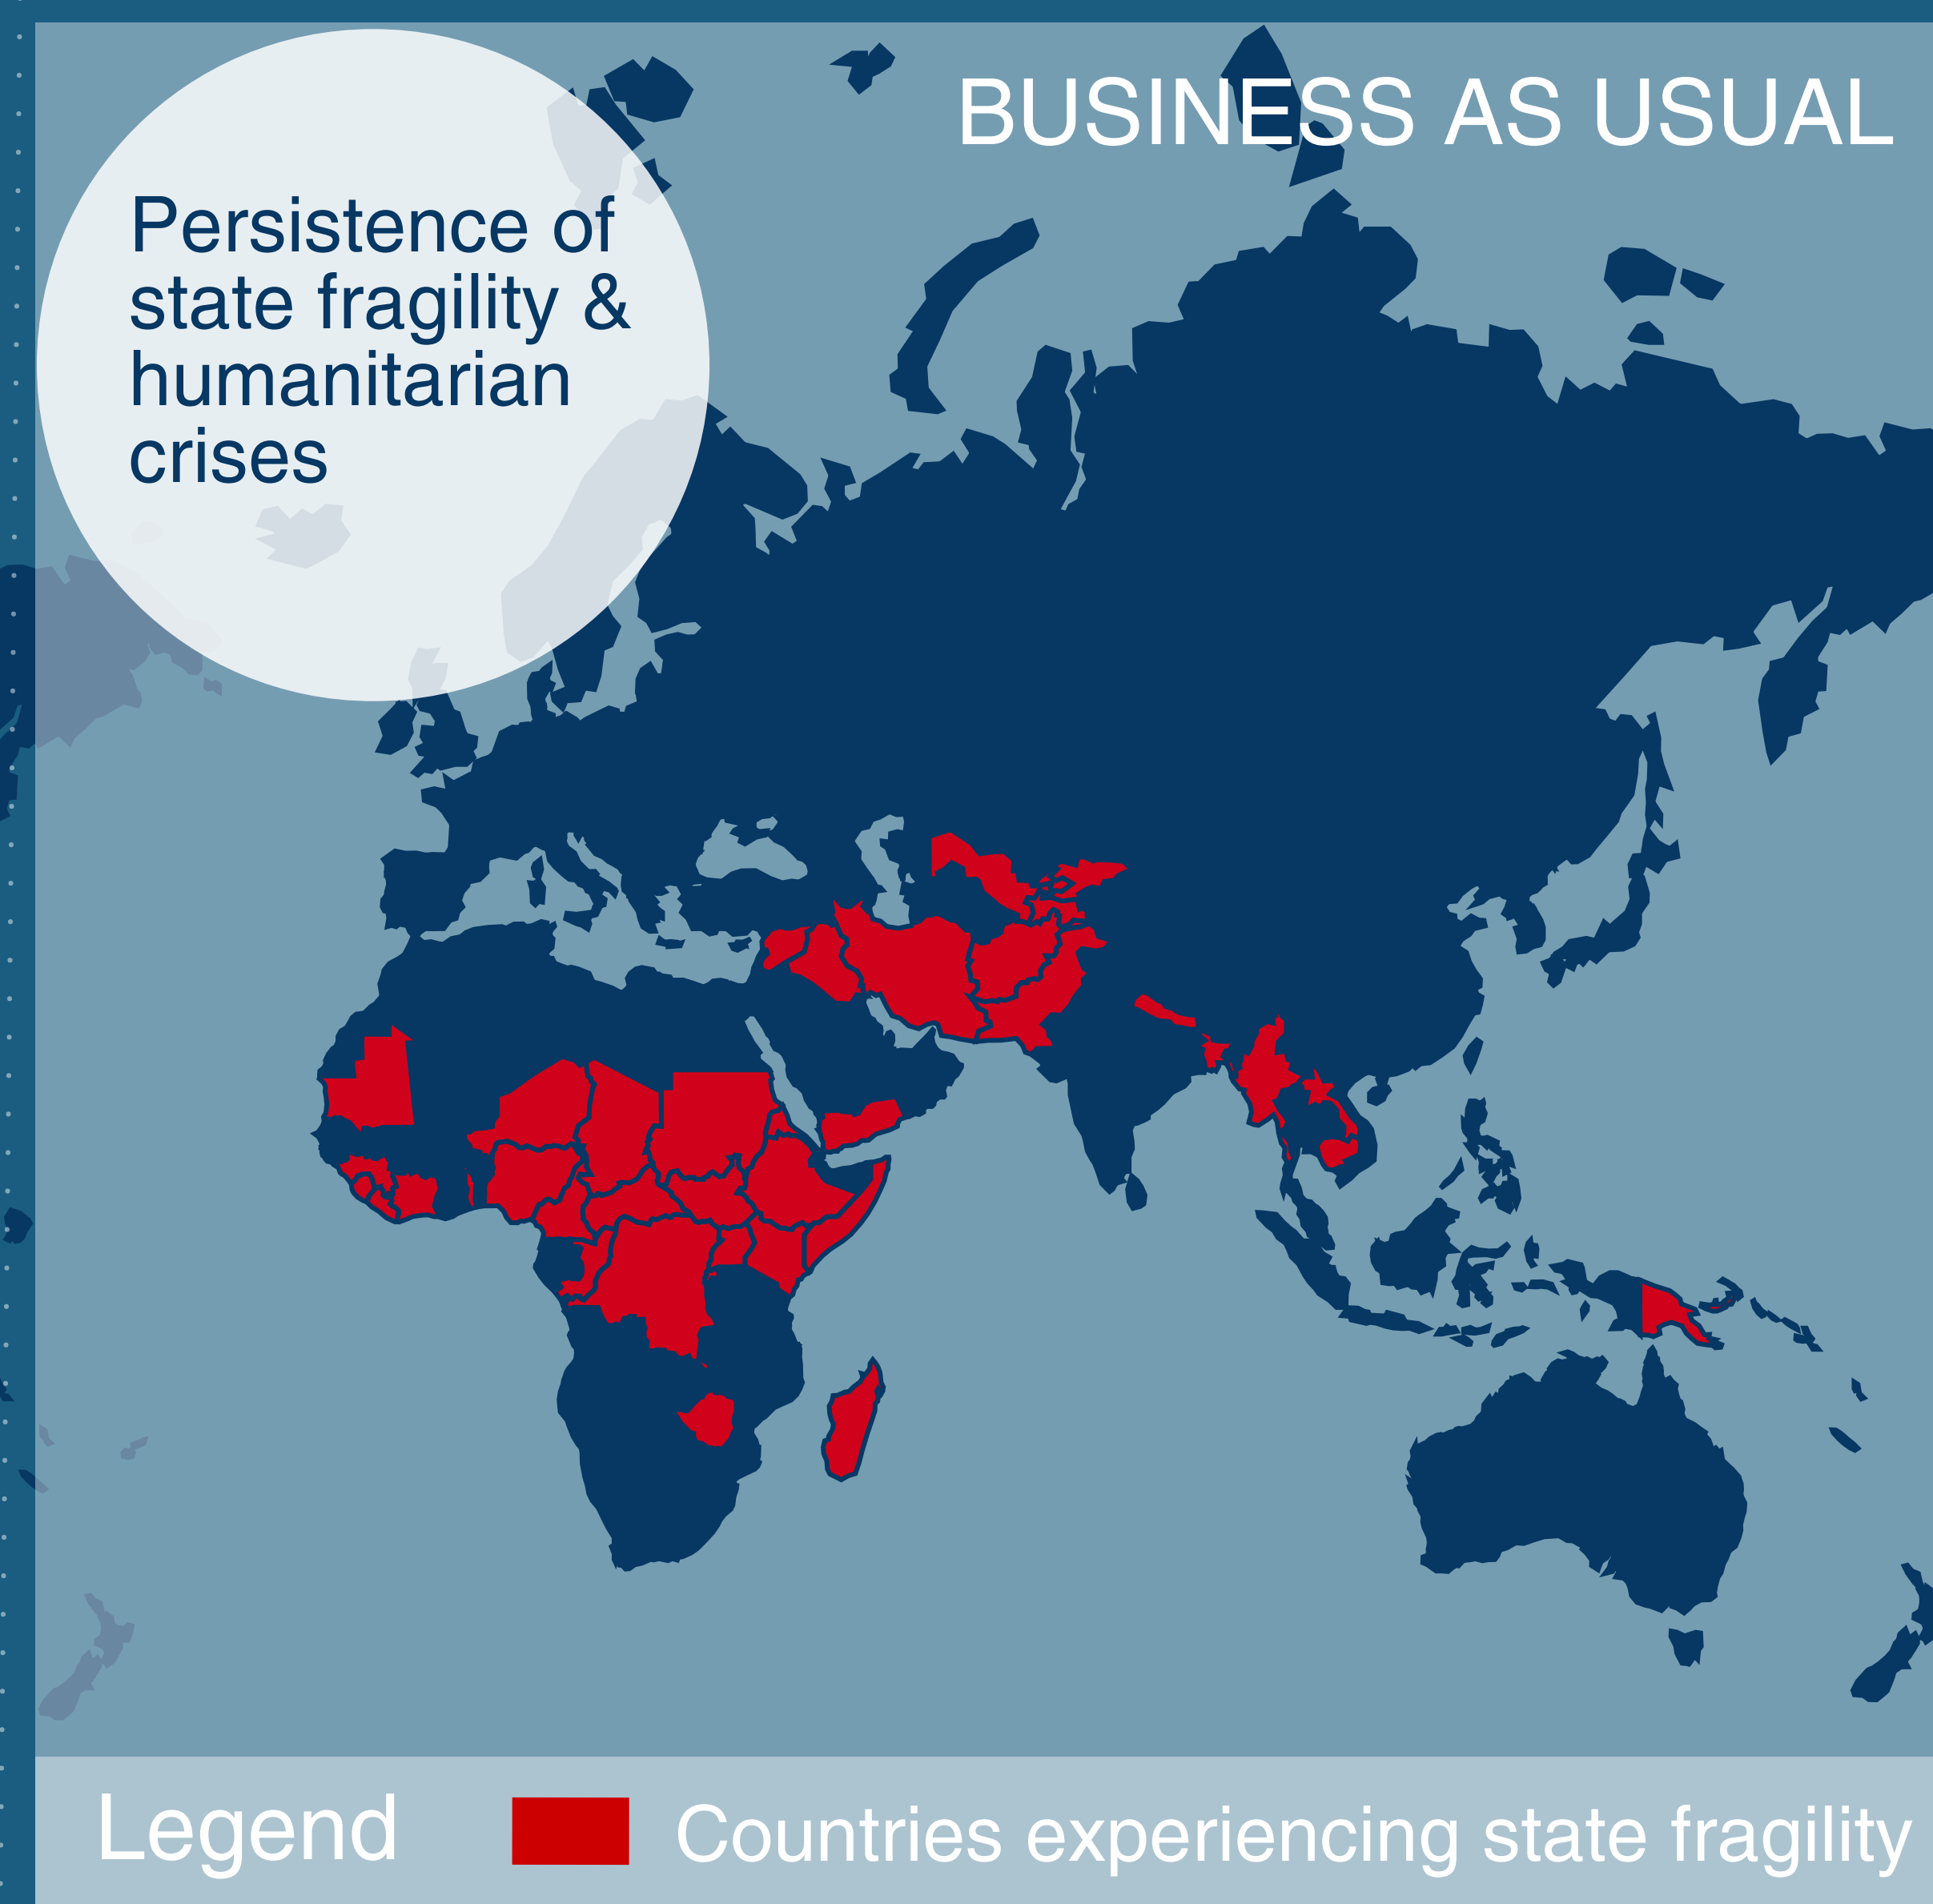 BUSINESS AS USUAL
Persistence of
state fragility &
humanitarian
crises
Legend
Countries experiencing state fragility